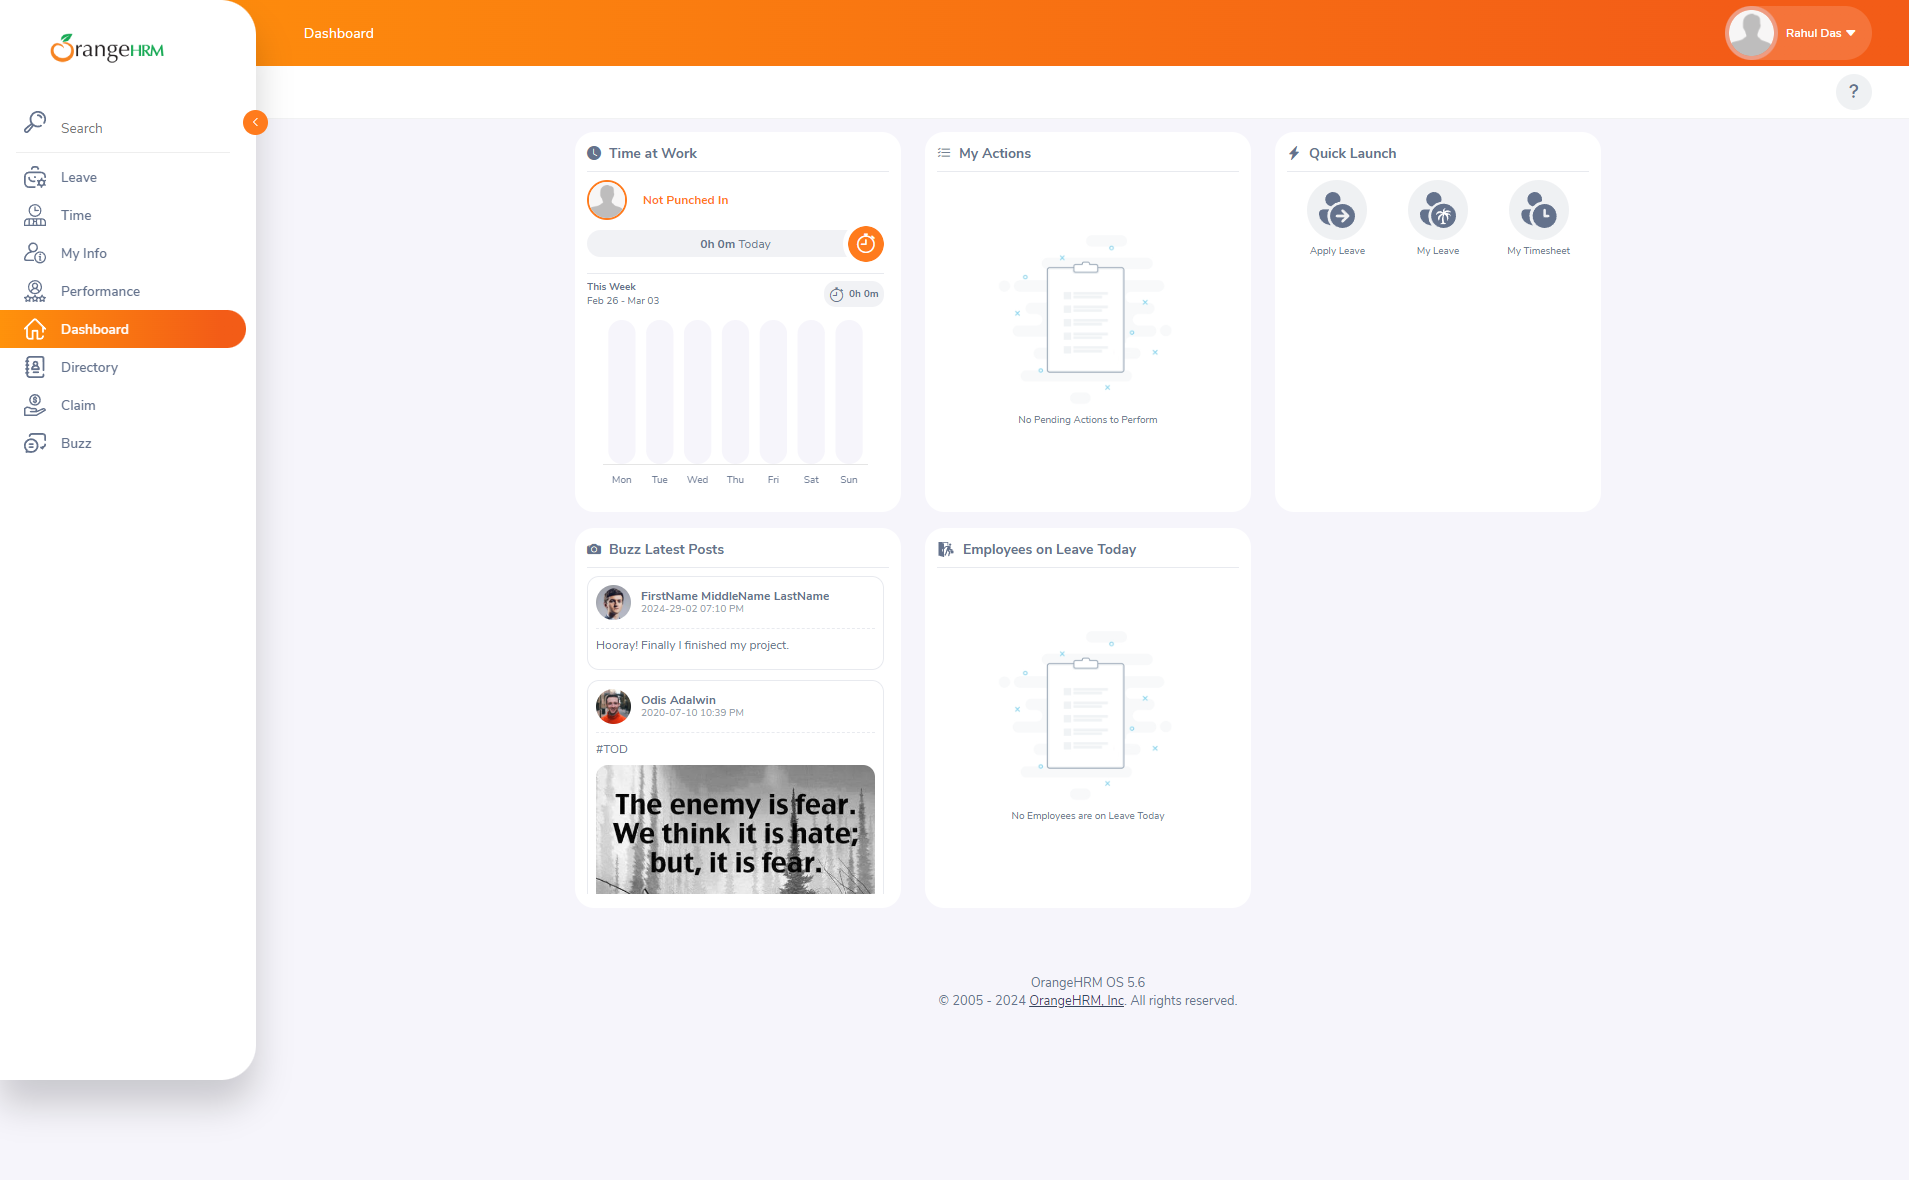 OrangeHRM
Dashboard
Rahul Das
?
Search
Leave
Time
My Info
Performance
Dashboard
Directory
Claim
Buzz
Time at Work
Not Punched In
0h 0m Today
This Week
Feb 26 - Mar 03
0h 0m
Mon Tue Wed Thu Fri Sat Sun
My Actions
No Pending Actions to Perform
Quick Launch
Apply Leave
My Leave
My Timesheet
Buzz Latest Posts
FirstName MiddleName LastName
2024-29-02 07:10 PM
Hooray! Finally I finished my project.
Odis Adalwin
2020-07-10 10:39 PM
#TOD
The enemy is fear.
We think it is hate;
but, it is fear.
Employees on Leave Today
No Employees are on Leave Today
OrangeHRM OS 5.6
© 2005 - 2024 OrangeHRM, Inc. All rights reserved.